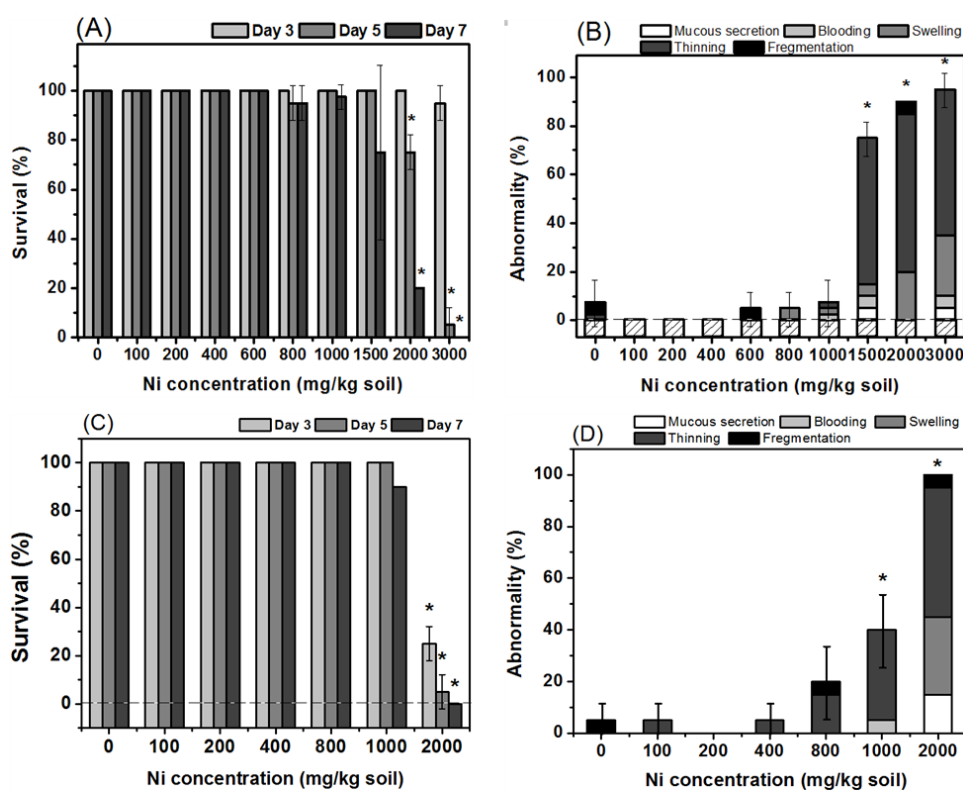 (A)
Day 3 Day 5 Day 7
Survival (%)
100
80
60
40
20
0
* * * *
0 100 200 400 600 800 1000 1500 2000 3000
Ni concentration (mg/kg soil)
(B)
Mucous secretion Blooding Swelling
Thinning Fregmentation
Abnormality (%)
100
80
60
40
20
0
* * *
0 100 200 400 600 800 1000 1500 2000 3000
Ni concentration (mg/kg soil)
(C)
Day 3 Day 5 Day 7
Survival (%)
100
80
60
40
20
0
* * *
0 100 200 400 800 1000 2000
Ni concentration (mg/kg soil)
(D)
Mucous secretion Blooding Swelling
Thinning Fregmentation
Abnormality (%)
100
80
60
40
20
0
* *
0 100 200 400 800 1000 2000
Ni concentration (mg/kg soil)